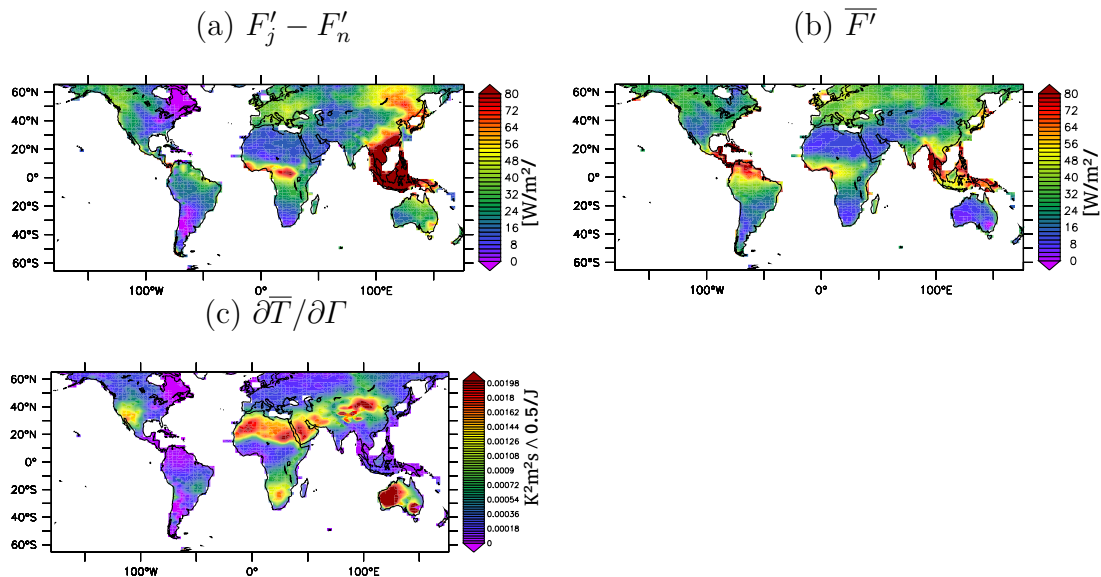 (a) F′j − F′n
(b) F′
60°N
40°N
20°N
0°
20°S
40°S
60°S
100°W
0°
100°E
80
72
64
56
48
40
32
24
16
8
0
[W/m²/
60°N
40°N
20°N
0°
20°S
40°S
60°S
100°W
0°
100°E
80
72
64
56
48
40
32
24
16
8
0
[W/m²/
(c) ∂T̅/∂Γ
60°N
40°N
20°N
0°
20°S
40°S
60°S
100°W
0°
100°E
0.00198
0.0018
0.00162
0.00144
0.00126
0.00108
0.0009
0.00072
0.00054
0.00036
0.00018
0
K²m²s∧0.5/J